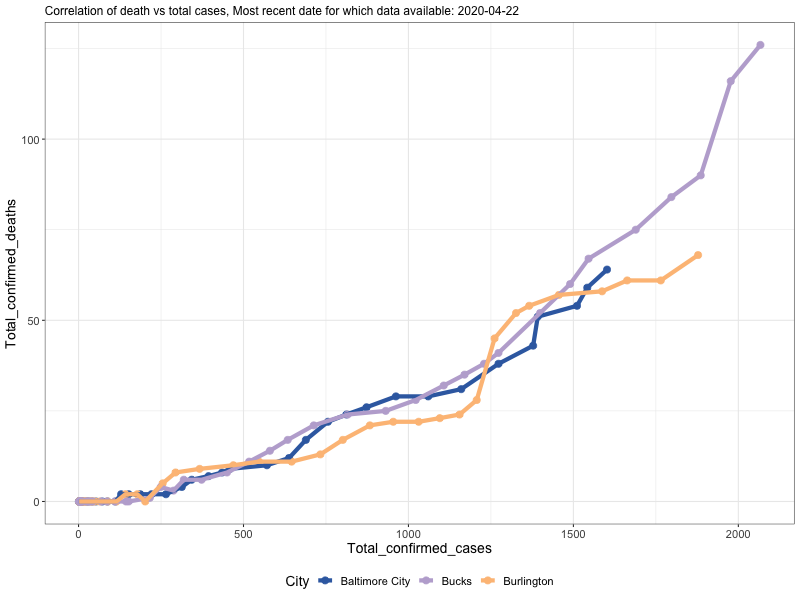 Correlation of death vs total cases, Most recent date for which data available: 2020-04-22
Total_confirmed_deaths
100
50
0
0 500 1000 1500 2000
Total_confirmed_cases
City Baltimore City Bucks Burlington